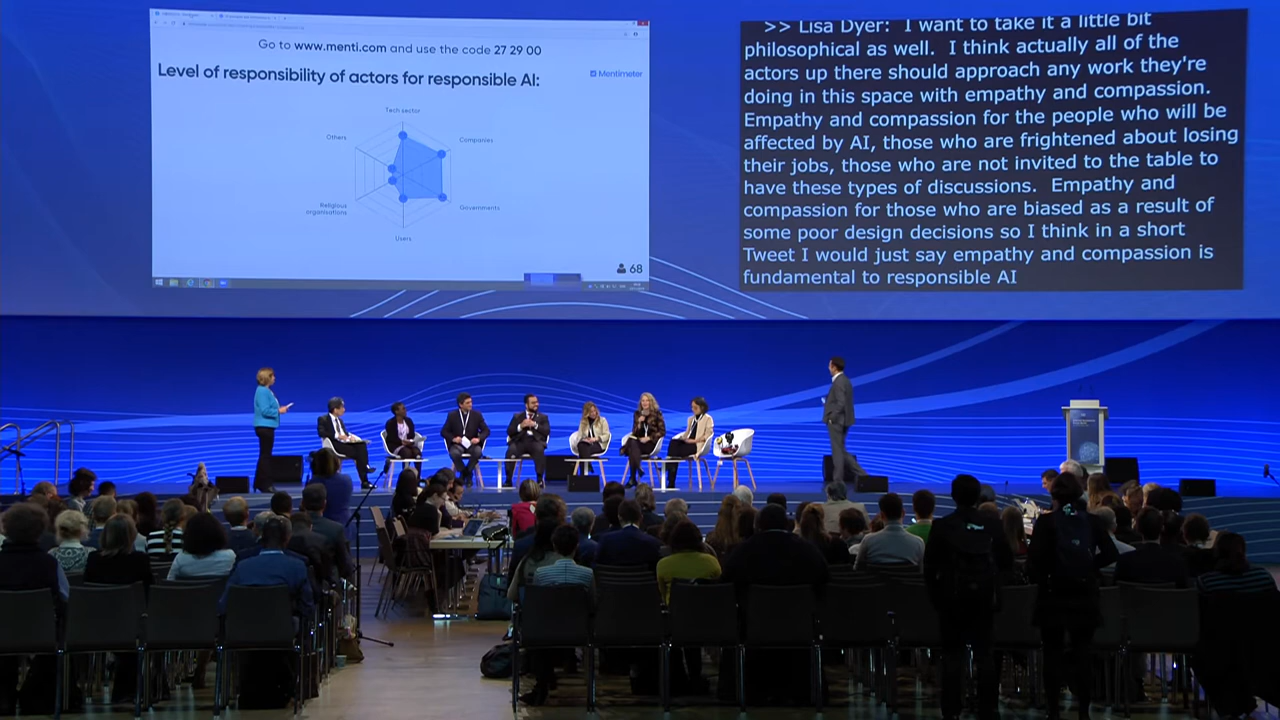 Go to www.menti.com and use the code 27 29 00
Level of responsibility of actors for responsible AI:
Mentimeter
Tech sector
Others
Companies
Religious
organisations
Governments
Users
68
>> Lisa Dyer: I want to take it a little bit
philosophical as well. I think actually all of the
actors up there should approach any work they're
doing in this space with empathy and compassion.
Empathy and compassion for the people who will be
affected by AI, those who are frightened about losing
their jobs, those who are not invited to the table to
have these types of discussions. Empathy and
compassion for those who are biased as a result of
some poor design decisions so I think in a short
Tweet I would just say empathy and compassion is
fundamental to responsible AI